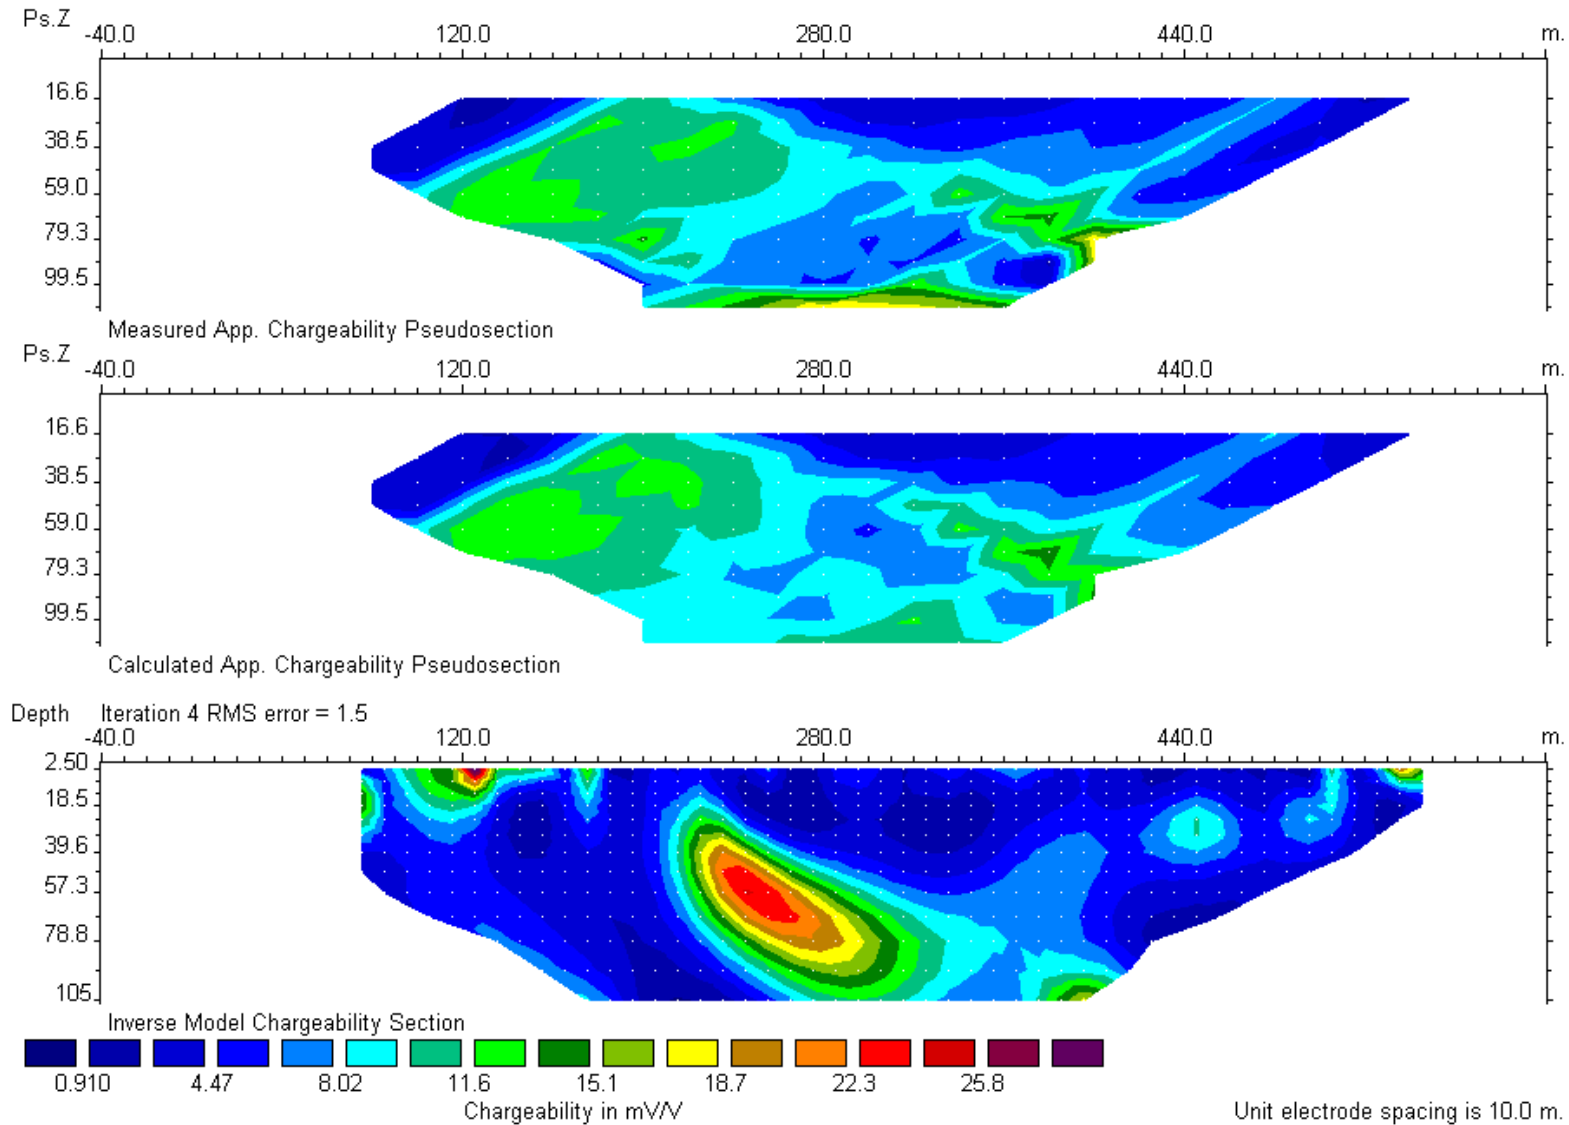 Ps.Z
-40.0 120.0 280.0 440.0 m.
16.6
38.5
59.0
79.3
99.5
Measured App. Chargeability Pseudosection
Ps.Z
-40.0 120.0 280.0 440.0 m.
16.6
38.5
59.0
79.3
99.5
Calculated App. Chargeability Pseudosection
Depth Iteration 4 RMS error = 1.5
-40.0 120.0 280.0 440.0 m.
2.50
18.5
39.6
57.3
78.8
105.
Inverse Model Chargeability Section
0.910 4.47 8.02 11.6 15.1 18.7 22.3 25.8
Chargeability in mV/V Unit electrode spacing is 10.0 m.